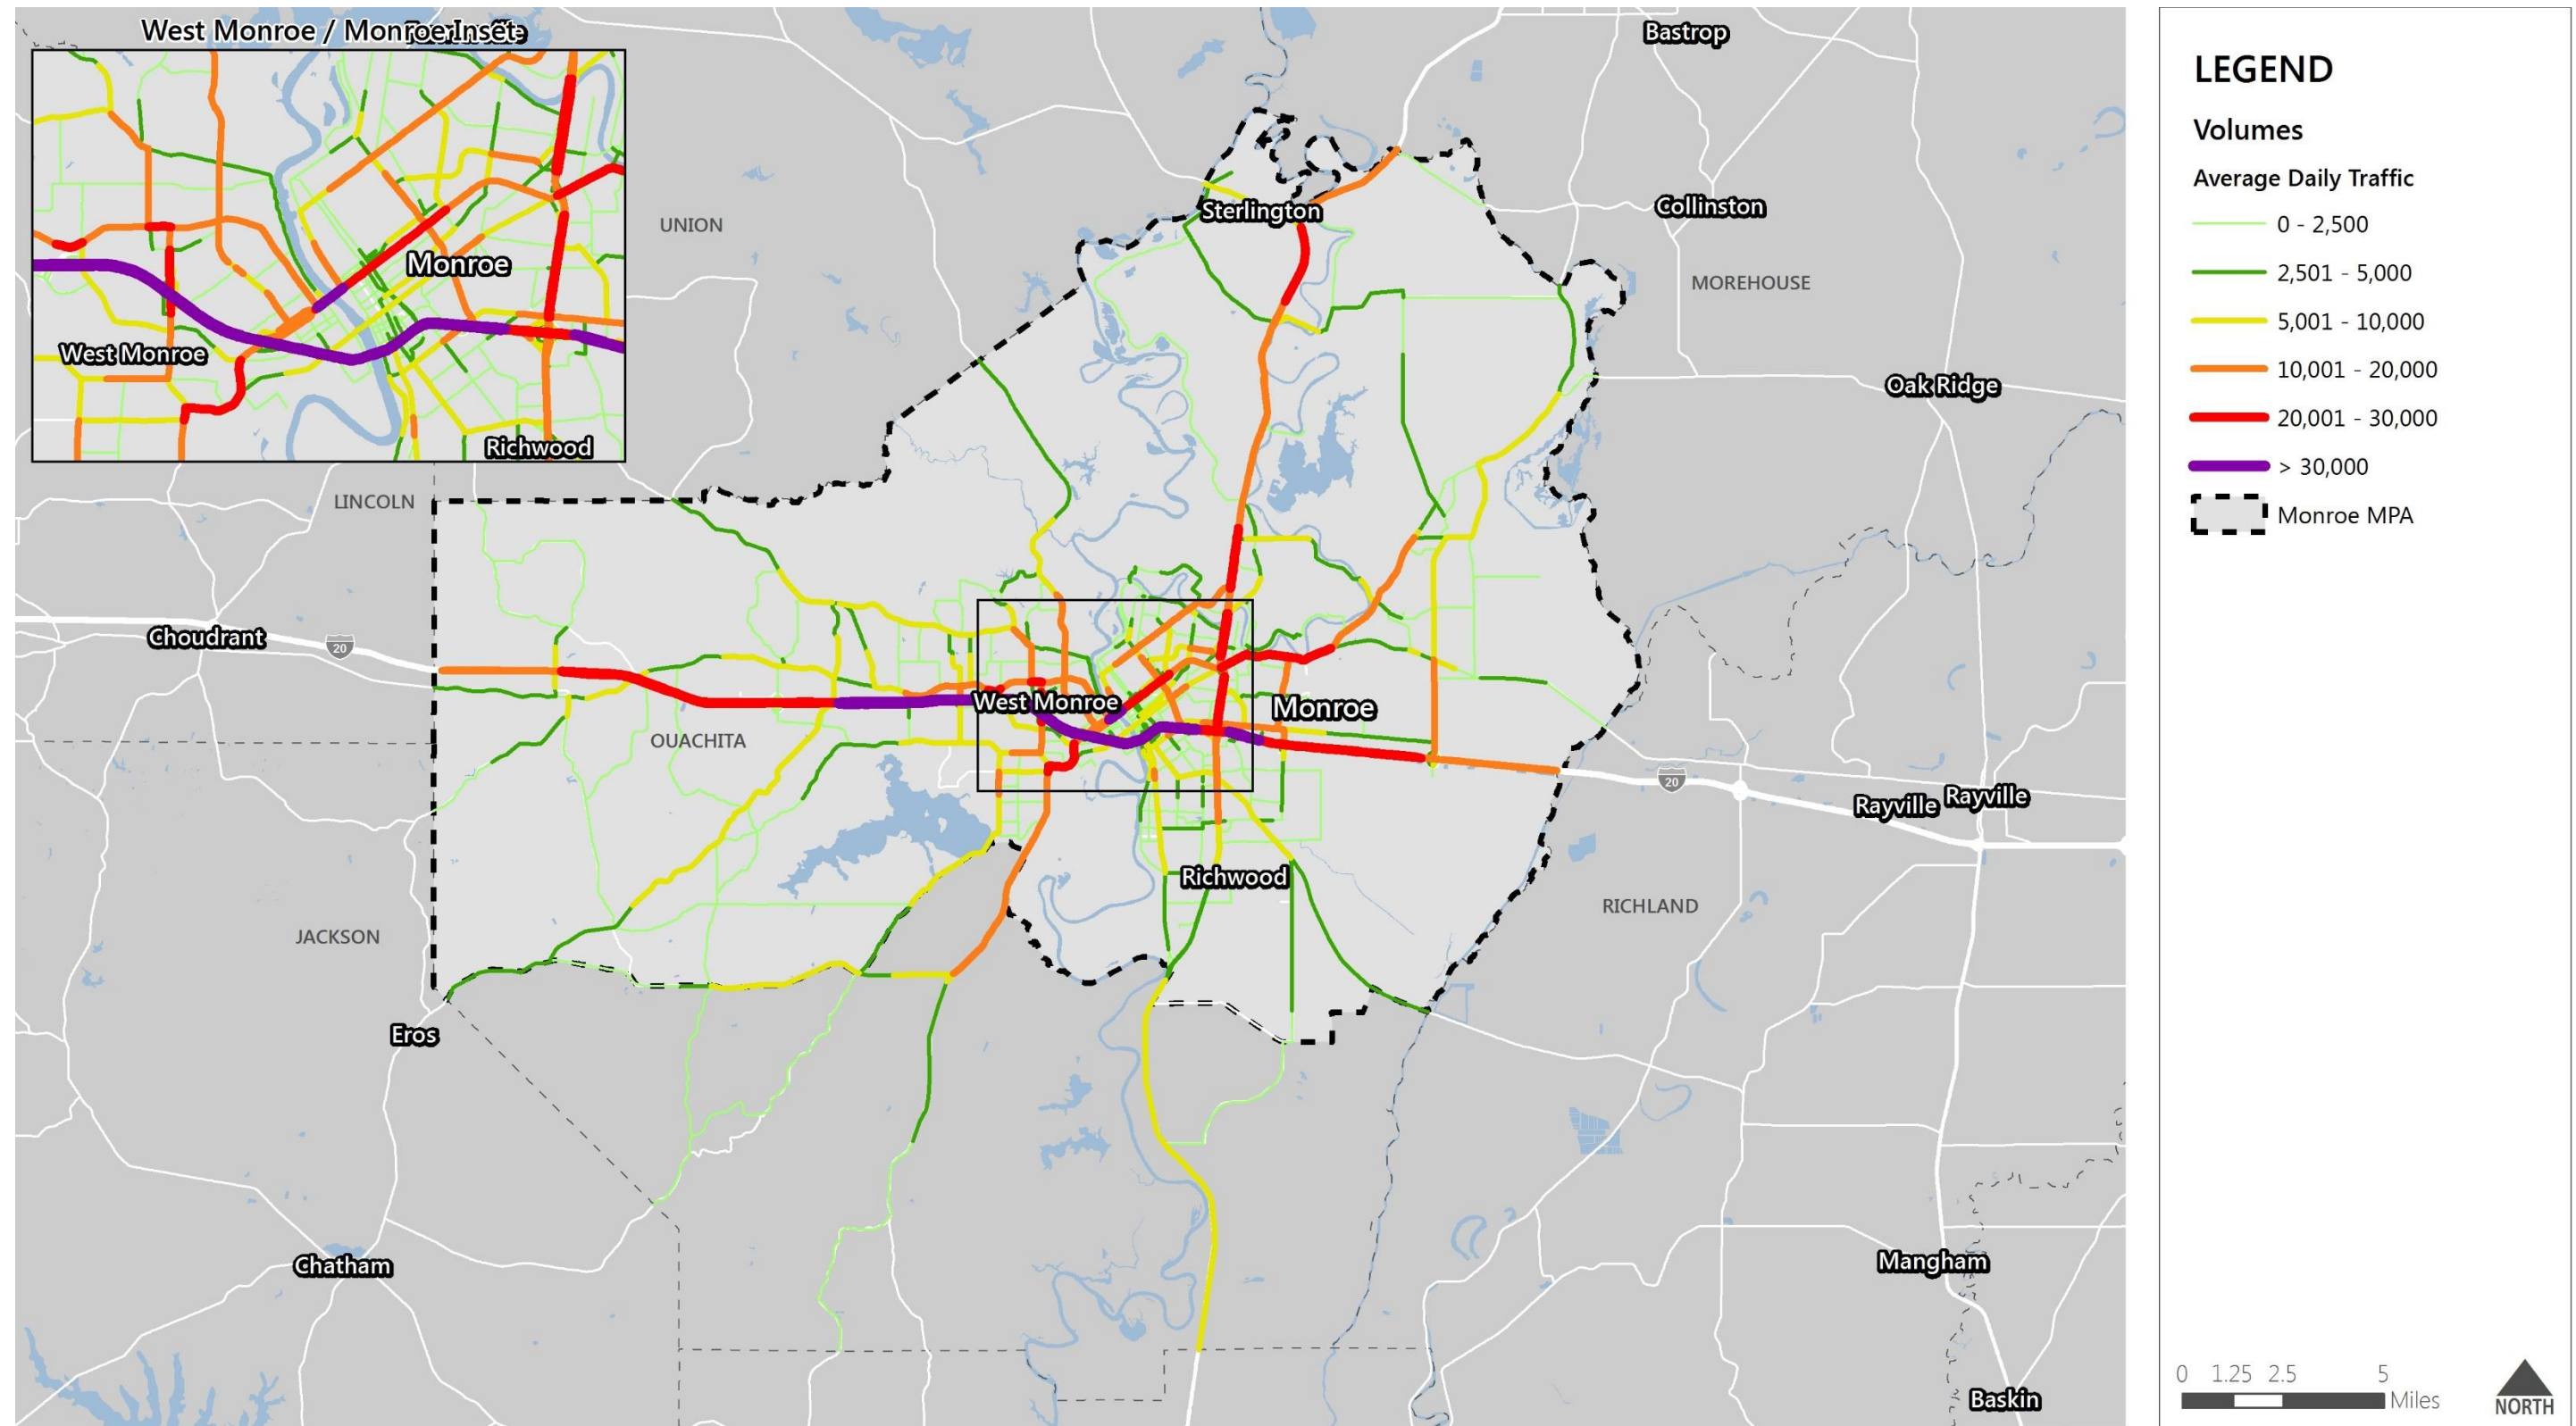 West Monroe / Monroe Inset
Bastrop
LEGEND
Volumes
Average Daily Traffic
0 - 2,500
2,501 - 5,000
5,001 - 10,000
10,001 - 20,000
20,001 - 30,000
> 30,000
Monroe MPA
Monroe
West Monroe
Richwood
UNION
Sterlington
Collinston
MOREHOUSE
Oak Ridge
LINCOLN
Choudrant
20
West Monroe
Monroe
OUACHITA
20
Rayville
Rayville
Richwood
RICHLAND
JACKSON
Eros
Chatham
Mangham
Baskin
0 1.25 2.5 5
Miles
NORTH